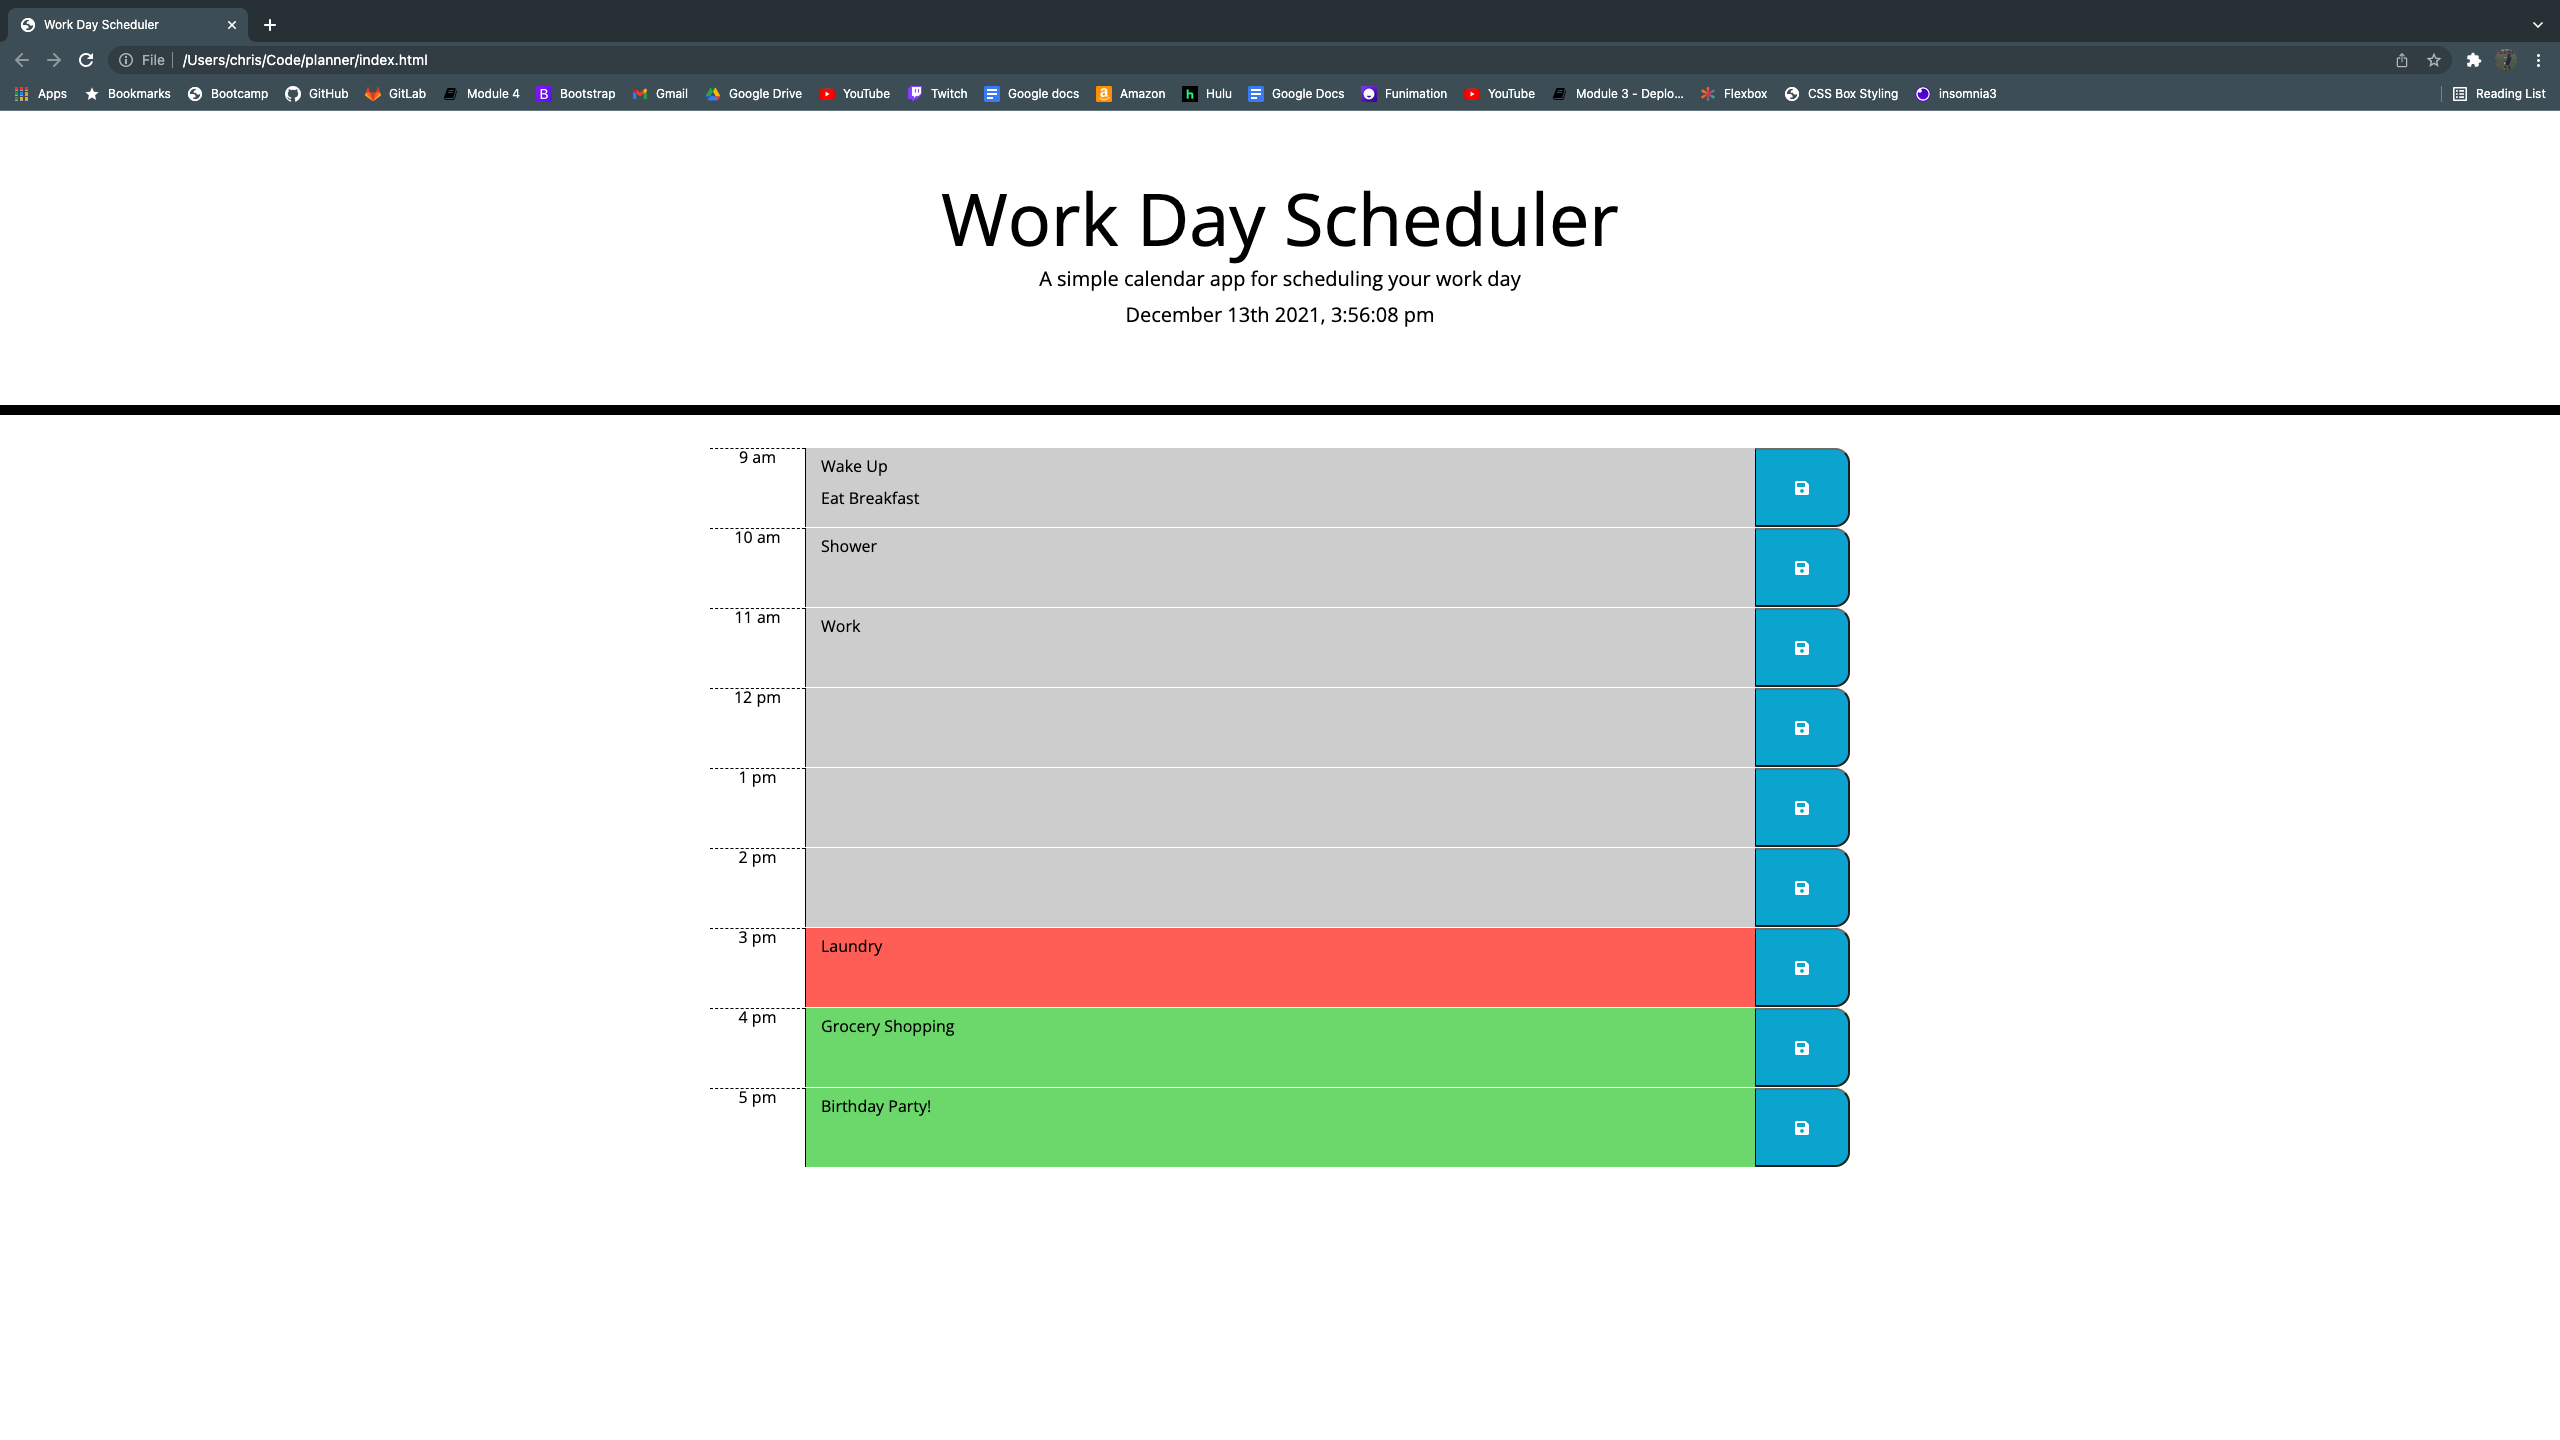 Work Day Scheduler
File /Users/chris/Code/planner/index.html
Apps Bookmarks Bootcamp GitHub GitLab Module 4 Bootstrap Gmail Google Drive YouTube Twitch Google docs Amazon Hulu Google Docs Funimation YouTube Module 3 - Deplo... Flexbox CSS Box Styling insomnia3 Reading List
Work Day Scheduler
A simple calendar app for scheduling your work day
December 13th 2021, 3:56:08 pm
9 am Wake Up
Eat Breakfast
10 am Shower
11 am Work
12 pm
1 pm
2 pm
3 pm Laundry
4 pm Grocery Shopping
5 pm Birthday Party!